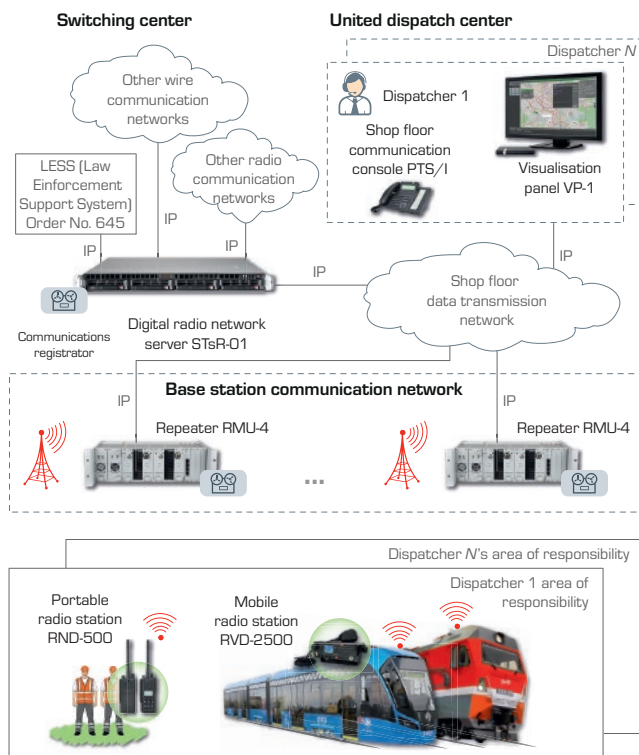 Switching center
United dispatch center
Dispatcher N
Other wire
communication
networks
Dispatcher 1
Shop floor
communication
console PTS/I
Visualisation
panel VP-1
LESS (Law
Einforcement
Support System)
Order No. 645
Other radio
communication
networks
IP
IP
IP
IP
IP
Shop floor
data transmission
network
Communications
registrator
Digital radio network
server STsR-01
Base station communication network
IP
IP
Repeater RMU-4
Repeater RMU-4
...
Dispatcher N's area of responsibility
Dispatcher 1 area of
responsibility
Portable
radio station
RND-500
Mobile
radio station
RVD-2500